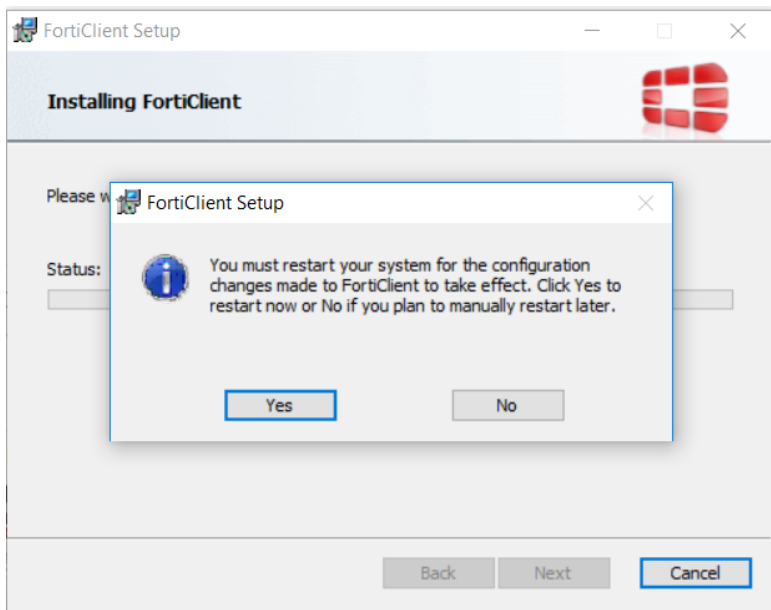 FortiClient Setup
Installing FortiClient
Please w
FortiClient Setup
Status:
You must restart your system for the configuration
changes made to FortiClient to take effect. Click Yes to
restart now or No if you plan to manually restart later.
Yes No
Back Next Cancel